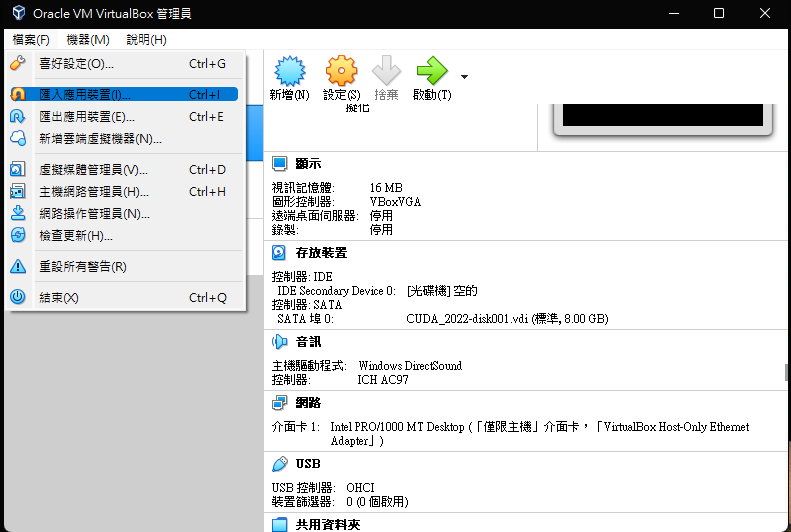 Oracle VM VirtualBox 管理員
檔案(F) 機器(M) 說明(H)
喜好設定(O)... Ctrl+G
匯入應用裝置(I)... Ctrl+I
匯出應用裝置(E)... Ctrl+E
新增雲端虛擬機器(N)...
虛擬媒體管理員(V)... Ctrl+D
主機網路管理員(H)... Ctrl+H
網路操作管理員(N)...
檢查更新(H)...
重設所有警告(R)
結束(X) Ctrl+Q
新增(N) 設定(S) 捨棄 啟動(T)
擬化
顯示
視訊記憶體: 16 MB
圖形控制器: VBoxVGA
遠端桌面伺服器: 停用
錄製: 停用
存放裝置
控制器: IDE
IDE Secondary Device 0: [光碟機] 空的
控制器: SATA
SATA 埠 0: CUDA_2022-disk001.vdi (標準, 8.00 GB)
音訊
主機驅動程式: Windows DirectSound
控制器: ICH AC97
網路
介面卡 1: Intel PRO/1000 MT Desktop (「僅限主機」介面卡，「VirtualBox Host-Only Ethernet
Adapter」)
USB
USB 控制器: OHCI
裝置篩選器: 0 (0 個啟用)
共用資料夾